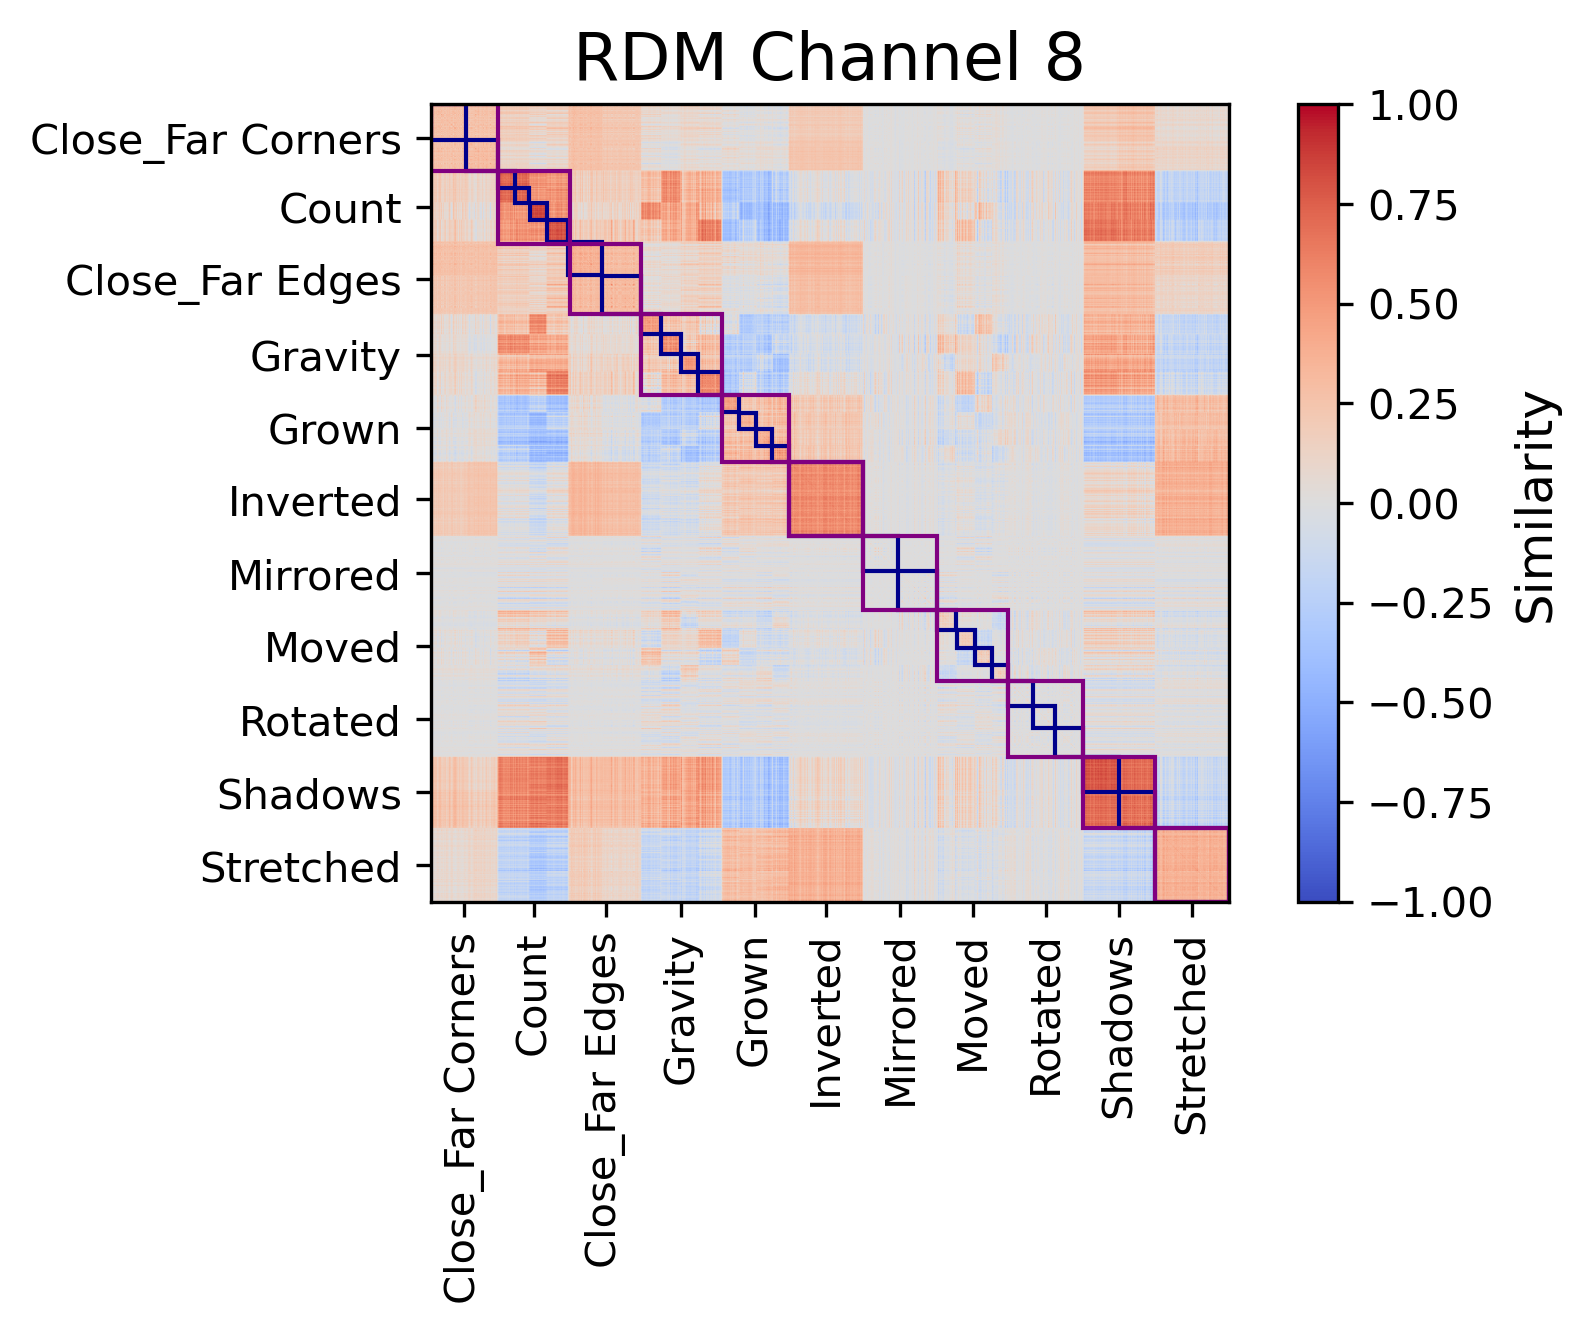 RDM Channel 8
Close_Far Corners
Count
Close_Far Edges
Gravity
Grown
Inverted
Mirrored
Moved
Rotated
Shadows
Stretched
Close_Far Corners
Count
Close_Far Edges
Gravity
Grown
Inverted
Mirrored
Moved
Rotated
Shadows
Stretched
1.00
0.75
0.50
0.25
0.00
−0.25
−0.50
−0.75
−1.00
Similarity